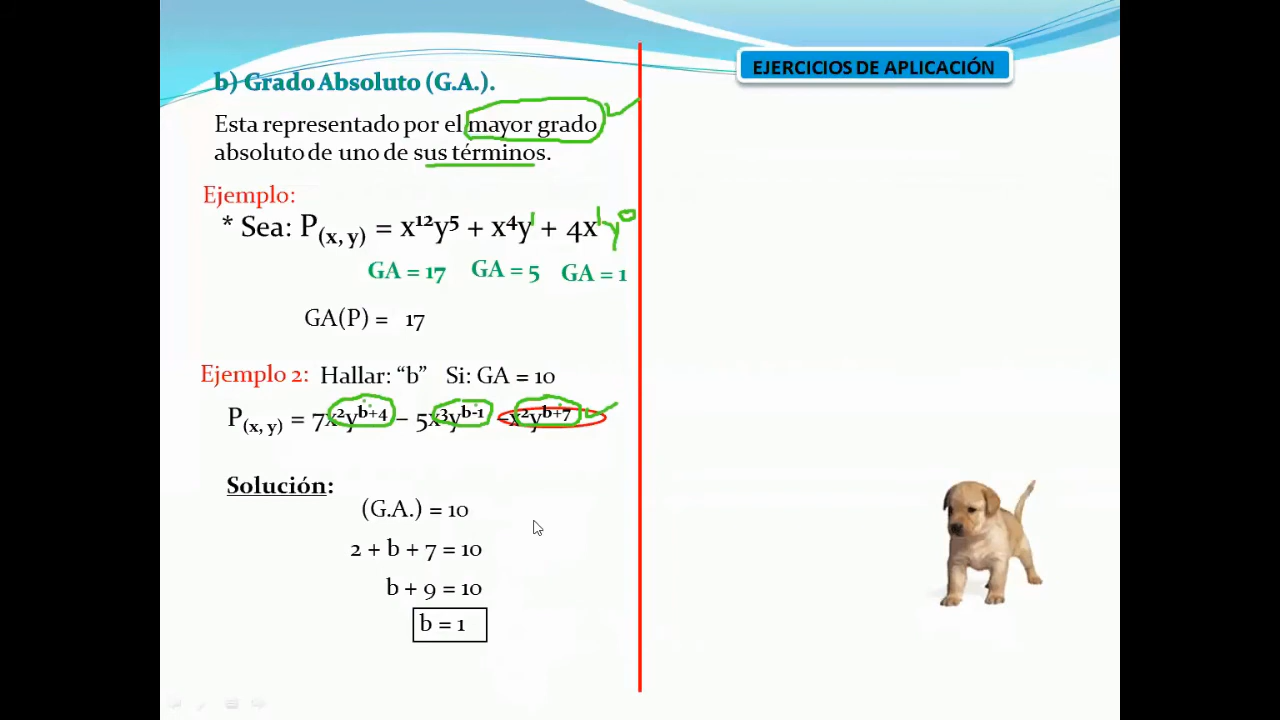 b) Grado Absoluto (G.A.).
Esta representado por el mayor grado
absoluto de uno de sus términos.
Ejemplo:
* Sea: P(x, y) = x¹²y⁵ + x⁴y¹ + 4x¹y⁰
GA = 17 GA = 5 GA = 1
GA(P) = 17
Ejemplo 2: Hallar: “b” Si: GA = 10
P(x, y) = 7x²yᵇ⁺⁴ – 5x³yᵇ⁻¹ – x²yᵇ⁺⁷
Solución:
(G.A.) = 10
2 + b + 7 = 10
b + 9 = 10
b = 1
EJERCICIOS DE APLICACIÓN